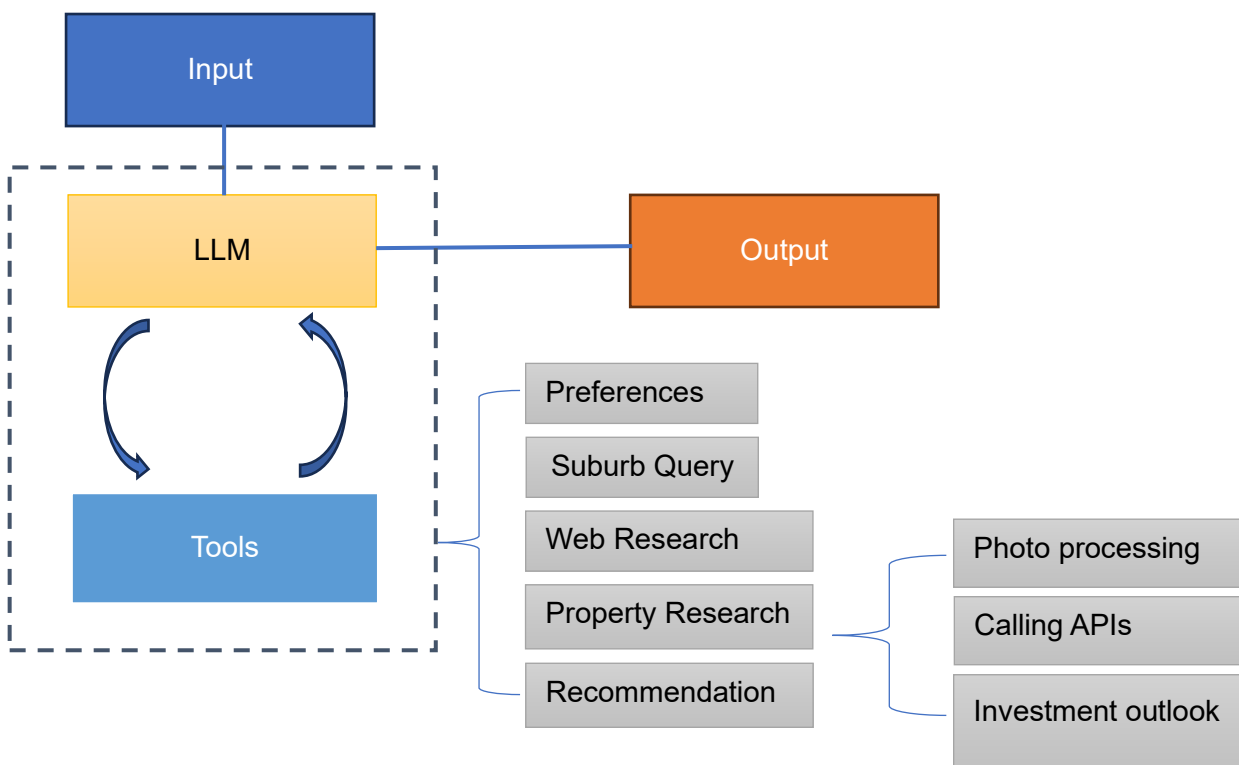 Input
LLM
Output
Tools
Preferences
Suburb Query
Web Research
Property Research
Recommendation
Photo processing
Calling APIs
Investment outlook